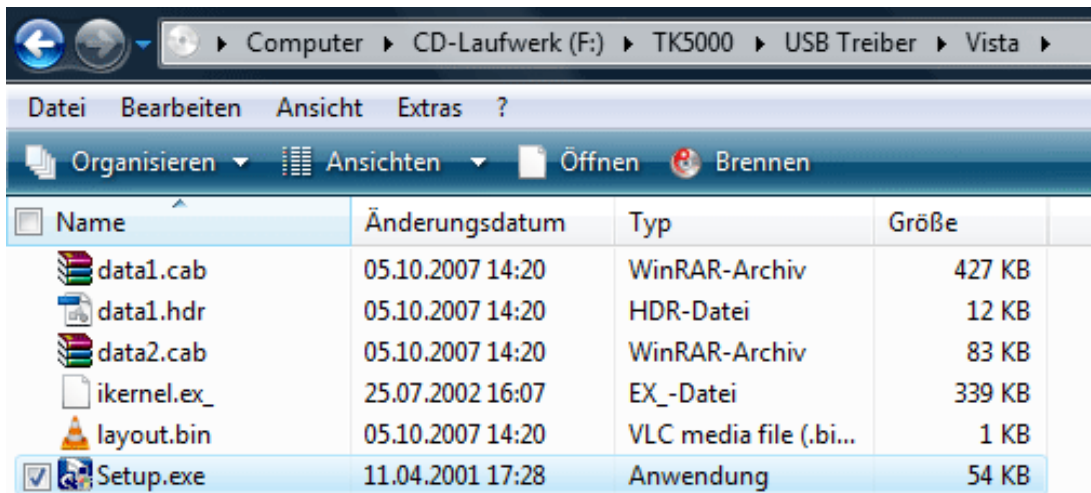 Computer CD-Laufwerk (F:) TK5000 USB Treiber Vista
Datei Bearbeiten Ansicht Extras ?
Organisieren Ansichten Öffnen Brennen
Name Änderungsdatum Typ Größe
data1.cab 05.10.2007 14:20 WinRAR-Archiv 427 KB
data1.hdr 05.10.2007 14:20 HDR-Datei 12 KB
data2.cab 05.10.2007 14:20 WinRAR-Archiv 83 KB
ikernel.ex_ 25.07.2002 16:07 EX_-Datei 339 KB
layout.bin 05.10.2007 14:20 VLC media file (.bi... 1 KB
Setup.exe 11.04.2001 17:28 Anwendung 54 KB